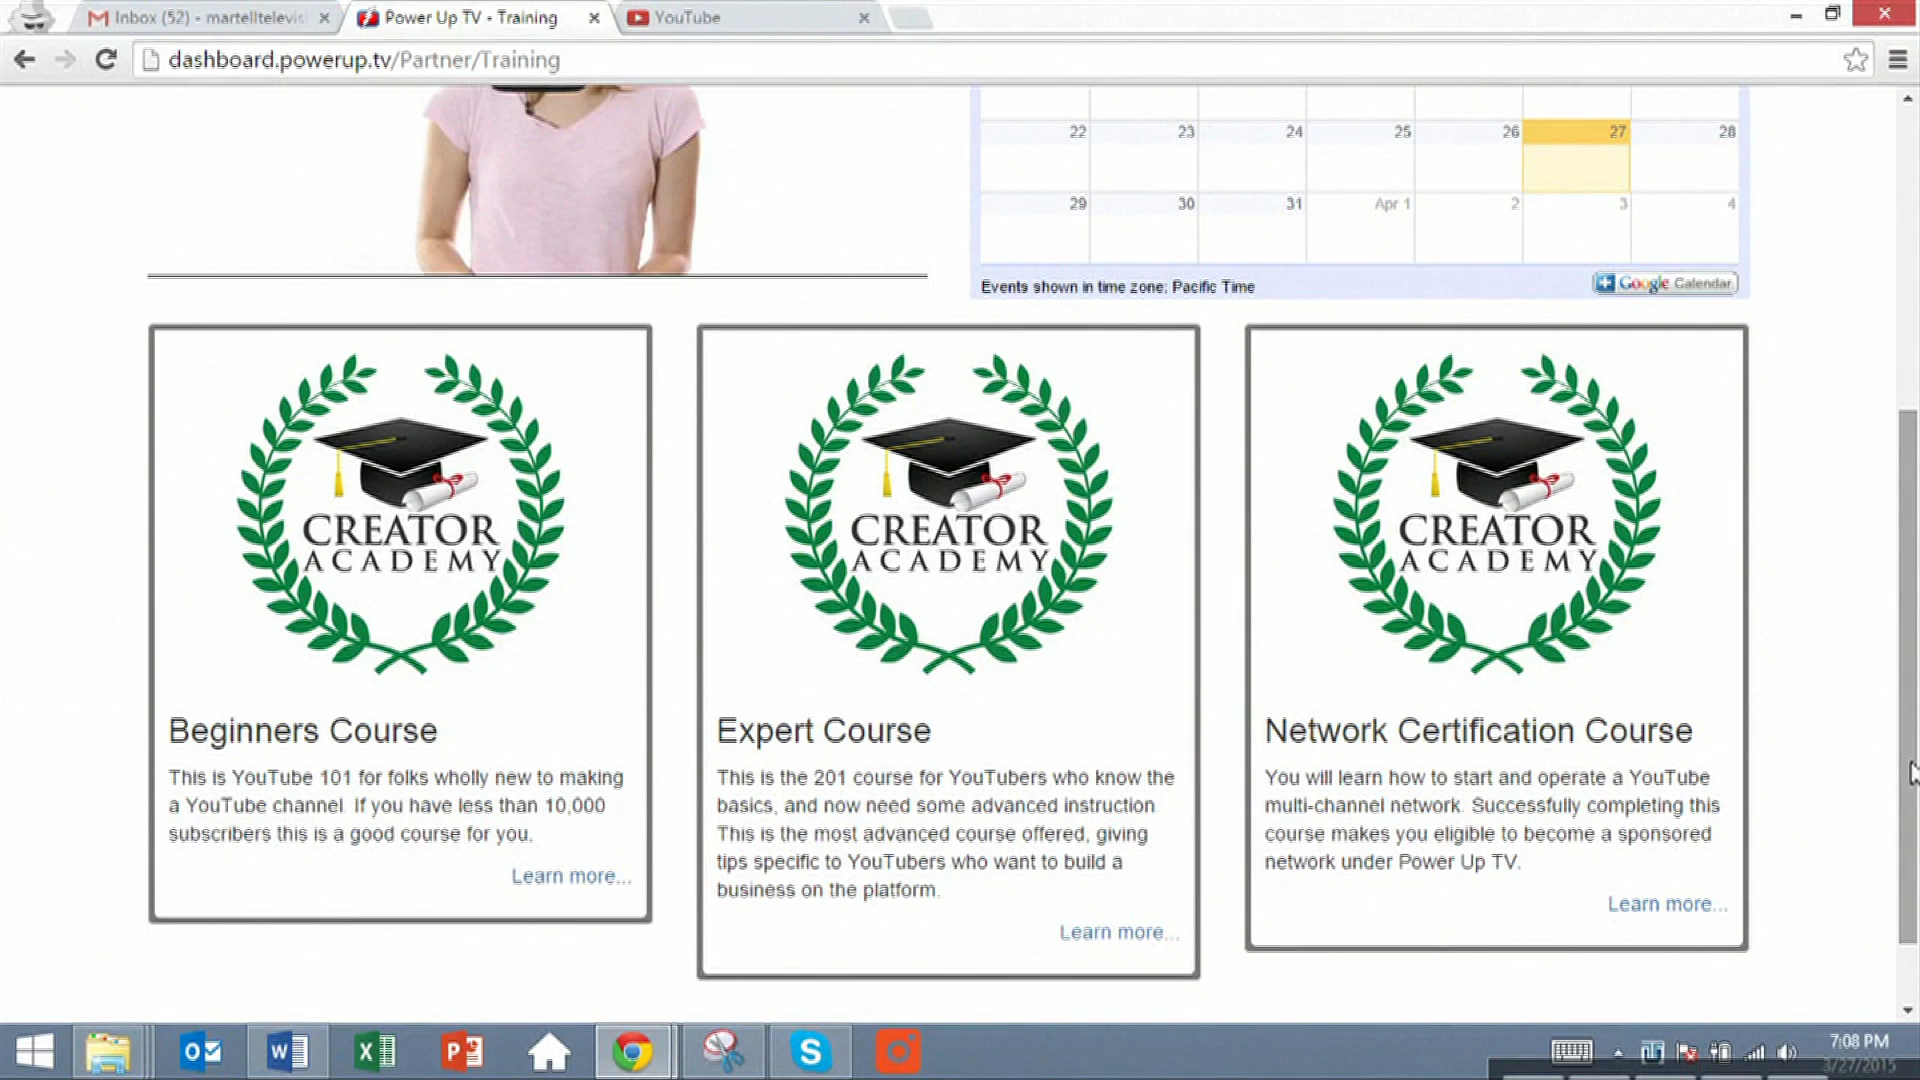 Inbox (52) - martelltelevis
Power Up TV - Training
YouTube
dashboard.powerup.tv/Partner/Training
22 23 24 25 26 27 28
29 30 31 Apr 1 2 3 4
Events shown in time zone: Pacific Time
Google Calendar
CREATOR
ACADEMY
Beginners Course
This is YouTube 101 for folks wholly new to making
a YouTube channel. If you have less than 10,000
subscribers this is a good course for you.
Learn more...
CREATOR
ACADEMY
Expert Course
This is the 201 course for YouTubers who know the
basics, and now need some advanced instruction.
This is the most advanced course offered, giving
tips specific to YouTubers who want to build a
business on the platform.
Learn more...
CREATOR
ACADEMY
Network Certification Course
You will learn how to start and operate a YouTube
multi-channel network. Successfully completing this
course makes you eligible to become a sponsored
network under Power Up TV.
Learn more...
7:08 PM
3/27/2015